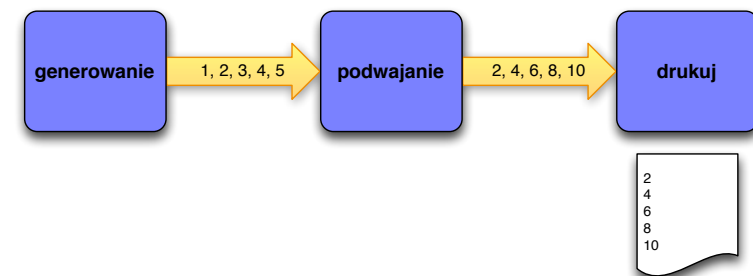 generowanie
1, 2, 3, 4, 5
podwajanie
2, 4, 6, 8, 10
drukuj
2
4
6
8
10